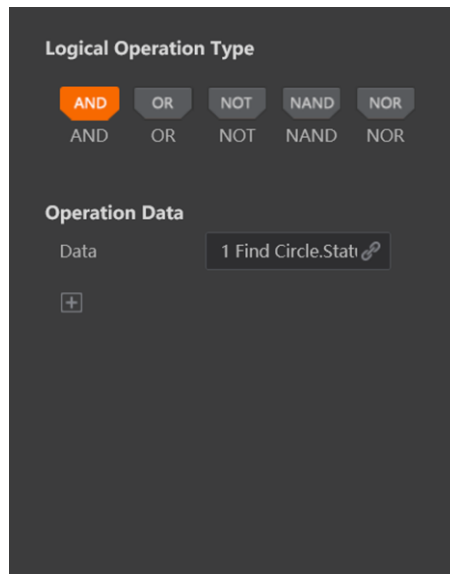 Logical Operation Type
AND OR NOT NAND NOR
AND OR NOT NAND NOR
Operation Data
Data 1 Find Circle.Statu